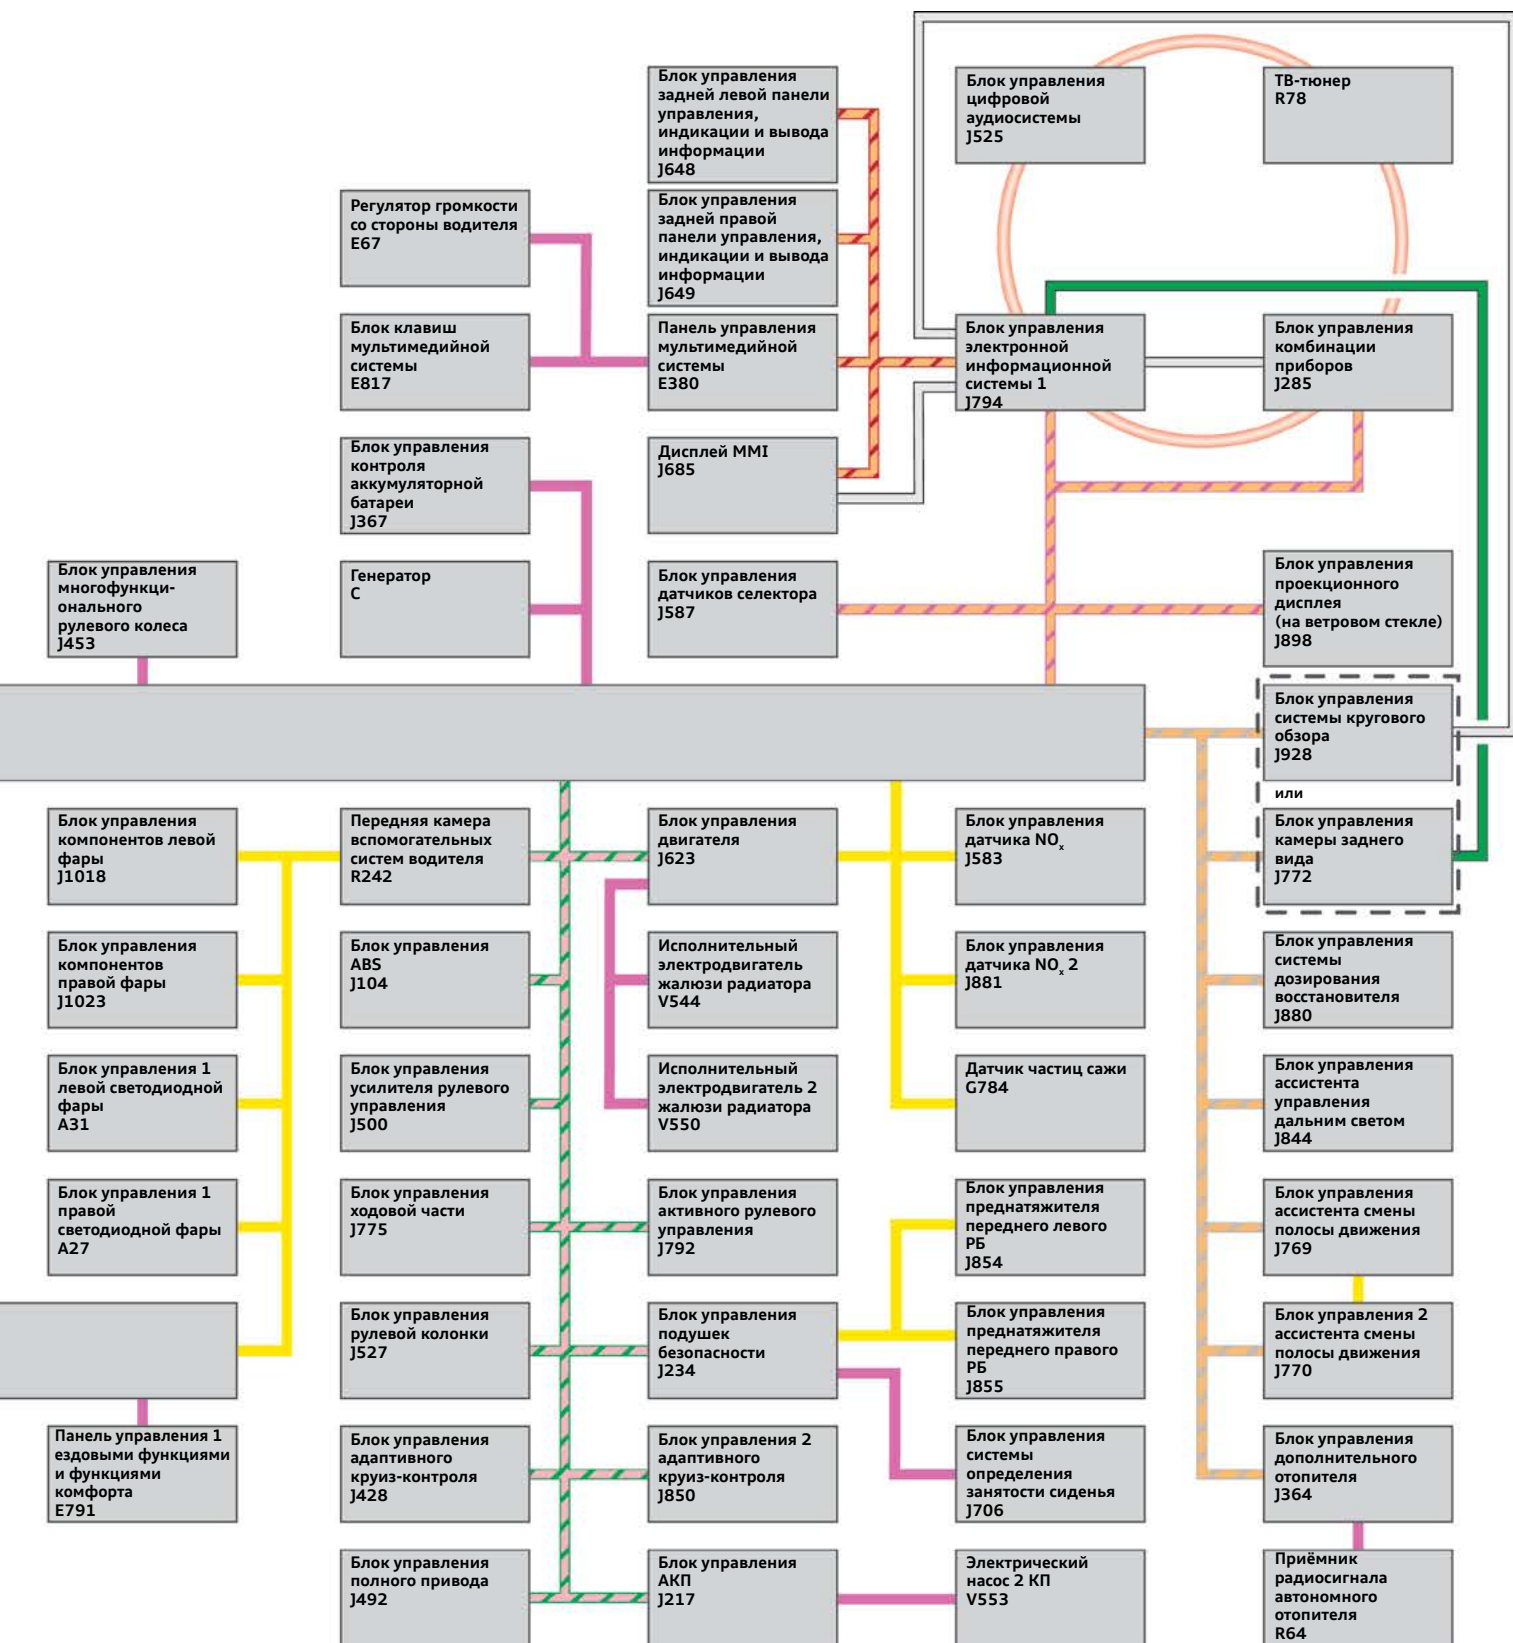 Блок управления
задней левой панели
управления,
индикации и вывода
информации
J648
Блок управления
цифровой
аудиосистемы
J525
ТВ-тюнер
R78
Регулятор громкости
со стороны водителя
E67
Блок управления
задней правой
панели управления,
индикации и вывода
информации
J649
Блок клавиш
мультимедийной
системы
E817
Панель управления
мультимедийной
системы
E380
Блок управления
электронной
информационной
системы 1
J794
Блок управления
комбинации
приборов
J285
Блок управления
контроля
аккумуляторной
батареи
J367
Дисплей MMI
J685
Блок управления
многофункци-
онального
рулевого колеса
J453
Генератор
C
Блок управления
датчиков селектора
J587
Блок управления
проекционного
дисплея
(на ветровом стекле)
J898
Блок управления
системы кругового
обзора
J928
или
Блок управления
компонентов левой
фары
J1018
Передняя камера
вспомогательных
систем водителя
R242
Блок управления
двигателя
J623
Блок управления
датчика NOx
J583
Блок управления
камеры заднего
вида
J772
Блок управления
компонентов
правой фары
J1023
Блок управления
ABS
J104
Исполнительный
электродвигатель
жалюзи радиатора
V544
Блок управления
датчика NOx 2
J881
Блок управления
системы
дозирования
восстановителя
J880
Блок управления 1
левой светодиодной
фары
A31
Блок управления
усилителя рулевого
управления
J500
Исполнительный
электродвигатель 2
жалюзи радиатора
V550
Датчик частиц сажи
G784
Блок управления
ассистента
управления
дальним светом
J844
Блок управления 1
правой
светодиодной фары
A27
Блок управления
ходовой части
J775
Блок управления
активного рулевого
управления
J792
Блок управления
преднатяжителя
переднего левого
РБ
J854
Блок управления
ассистента смены
полосы движения
J769
Блок управления
рулевой колонки
J527
Блок управления
подушек
безопасности
J234
Блок управления
преднатяжителя
переднего правого
РБ
J855
Блок управления 2
ассистента смены
полосы движения
J770
Панель управления 1
ездовыми функциями
и функциями
комфорта
E791
Блок управления
адаптивного
круиз-контроля
J428
Блок управления 2
адаптивного
круиз-контроля
J850
Блок управления
системы
определения
занятости сиденья
J706
Блок управления
дополнительного
отопителя
J364
Блок управления
полного привода
J492
Блок управления
АКП
J217
Электрический
насос 2 КП
V553
Приёмник
радиосигнала
автономного
отопителя
R64